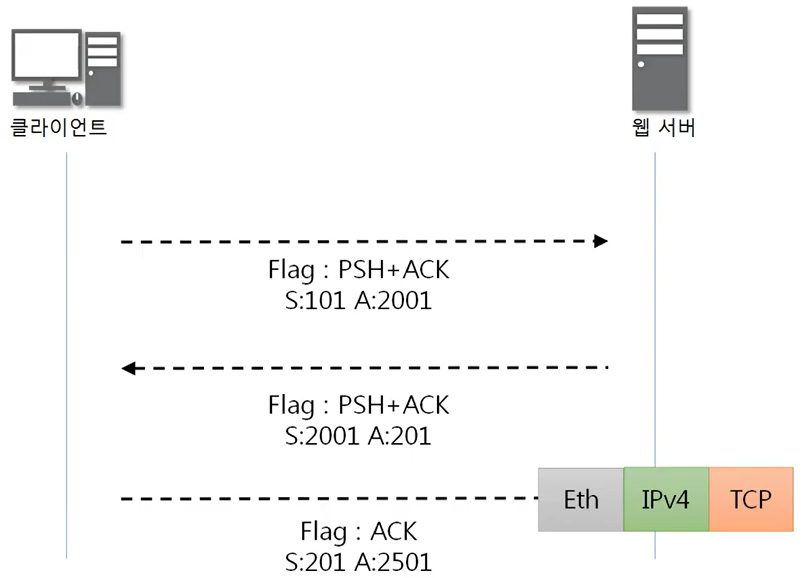 클라이언트
웹 서버
Flag : PSH+ACK
S:101 A:2001
Flag : PSH+ACK
S:2001 A:201
Eth IPv4 TCP
Flag : ACK
S:201 A:2501